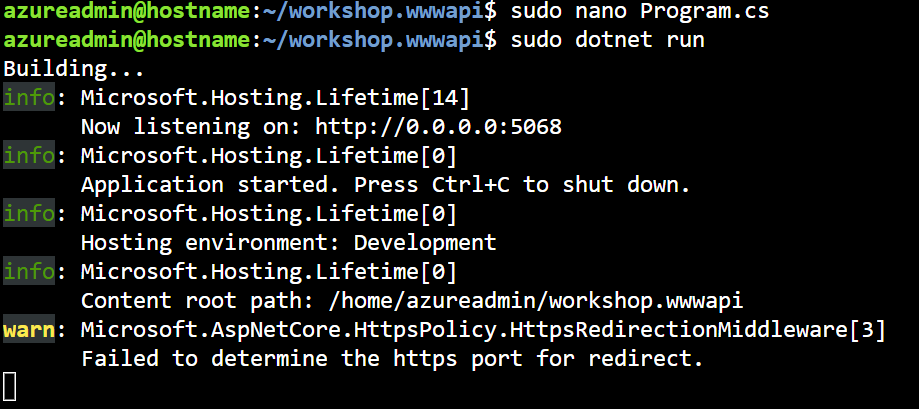 azureadmin@hostname:~/workshop.wwwapi$ sudo nano Program.cs
azureadmin@hostname:~/workshop.wwwapi$ sudo dotnet run
Building...
info: Microsoft.Hosting.Lifetime[14]
      Now listening on: http://0.0.0.0:5068
info: Microsoft.Hosting.Lifetime[0]
      Application started. Press Ctrl+C to shut down.
info: Microsoft.Hosting.Lifetime[0]
      Hosting environment: Development
info: Microsoft.Hosting.Lifetime[0]
      Content root path: /home/azureadmin/workshop.wwwapi
warn: Microsoft.AspNetCore.HttpsPolicy.HttpsRedirectionMiddleware[3]
      Failed to determine the https port for redirect.